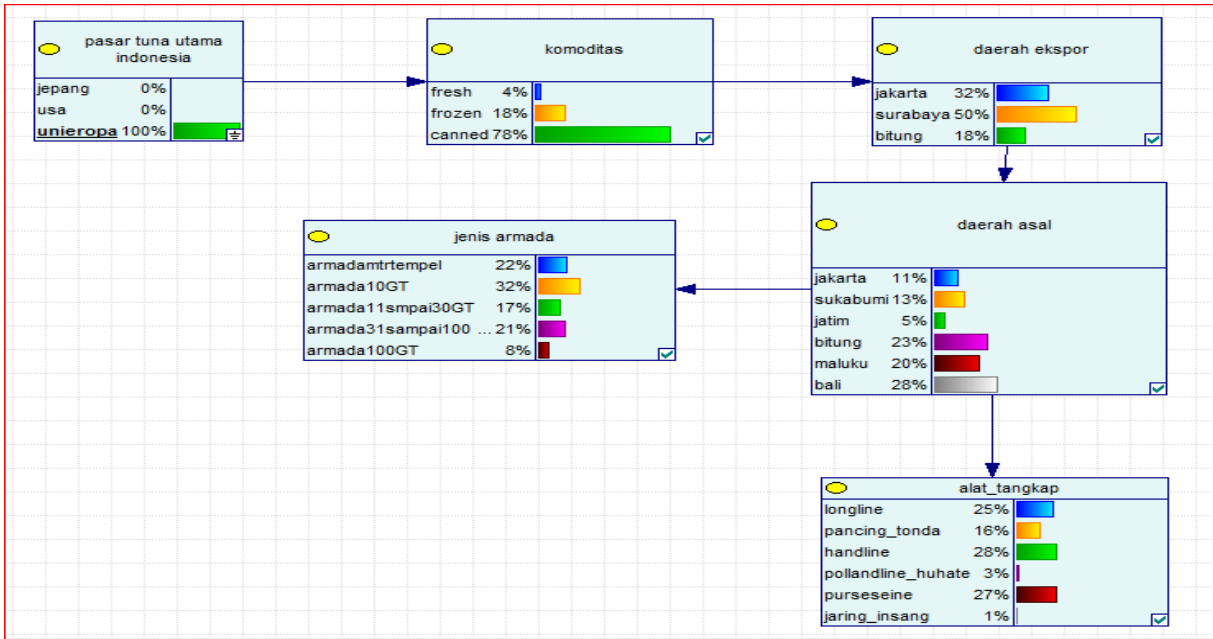 pasar tuna utama
indonesia
jepang 0%
usa 0%
unieropa 100%
komoditas
fresh 4%
frozen 18%
canned 78%
daerah ekspor
jakarta 32%
surabaya 50%
bitung 18%
daerah asal
jakarta 11%
sukabumi 13%
jatim 5%
bitung 23%
maluku 20%
bali 28%
jenis armada
armadamtrtempel 22%
armada10GT 32%
armada11smpai30GT 17%
armada31sampai100 ... 21%
armada100GT 8%
alat_tangkap
longline 25%
pancing_tonda 16%
handline 28%
pollandline_huhate 3%
purseseine 27%
jaring_insang 1%